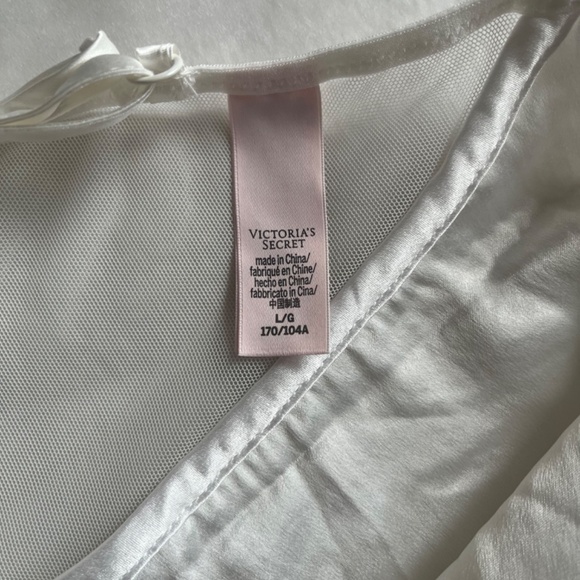 VICTORIA'S
SECRET
made in China/
fabriqué en Chine/
hecho en China/
fabbricato in Cina/
中国制造
L/G
170/104A